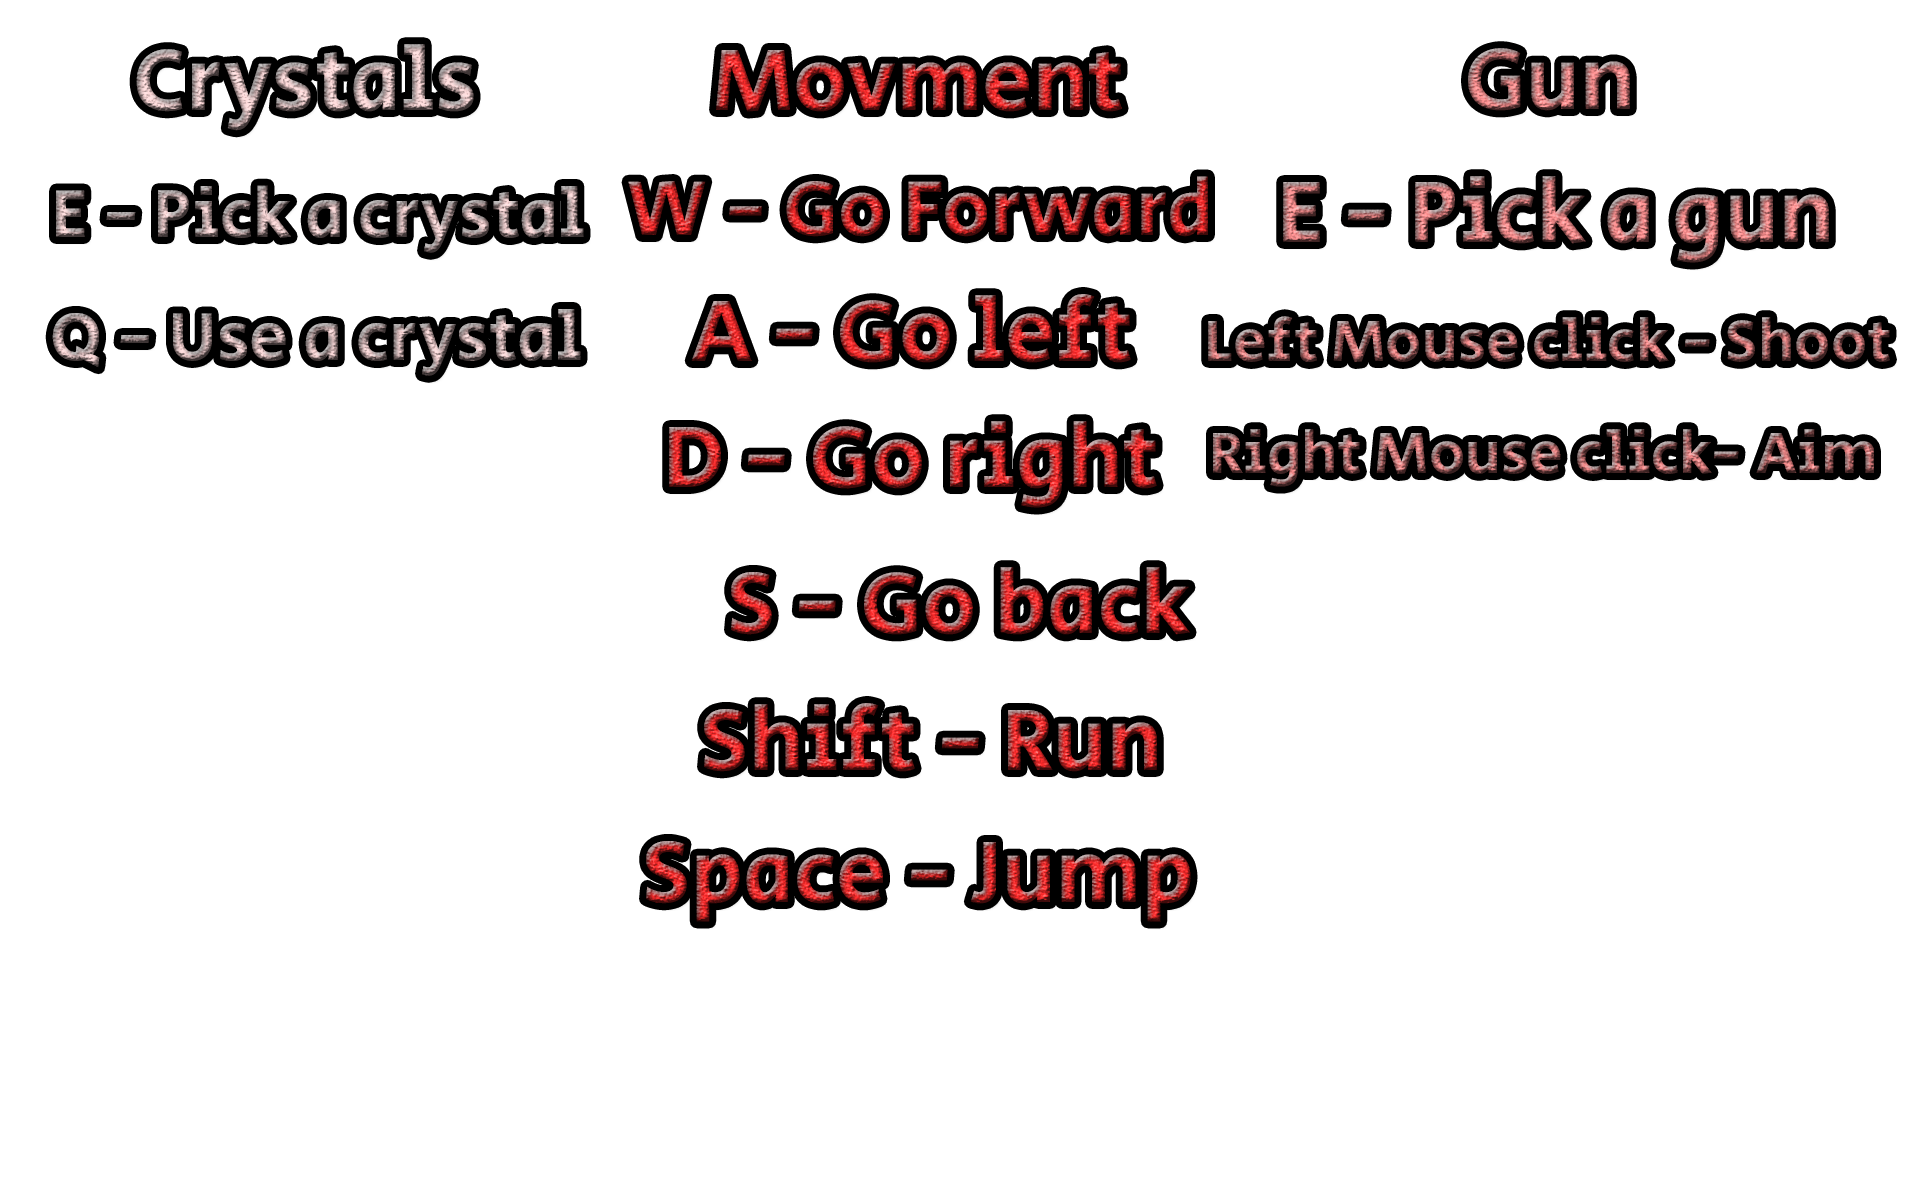 Crystals
E – Pick a crystal
Q – Use a crystal
Movment
W – Go Forward
A – Go left
D – Go right
S – Go back
Shift – Run
Space – Jump
Gun
E – Pick a gun
Left Mouse click – Shoot
Right Mouse click– Aim